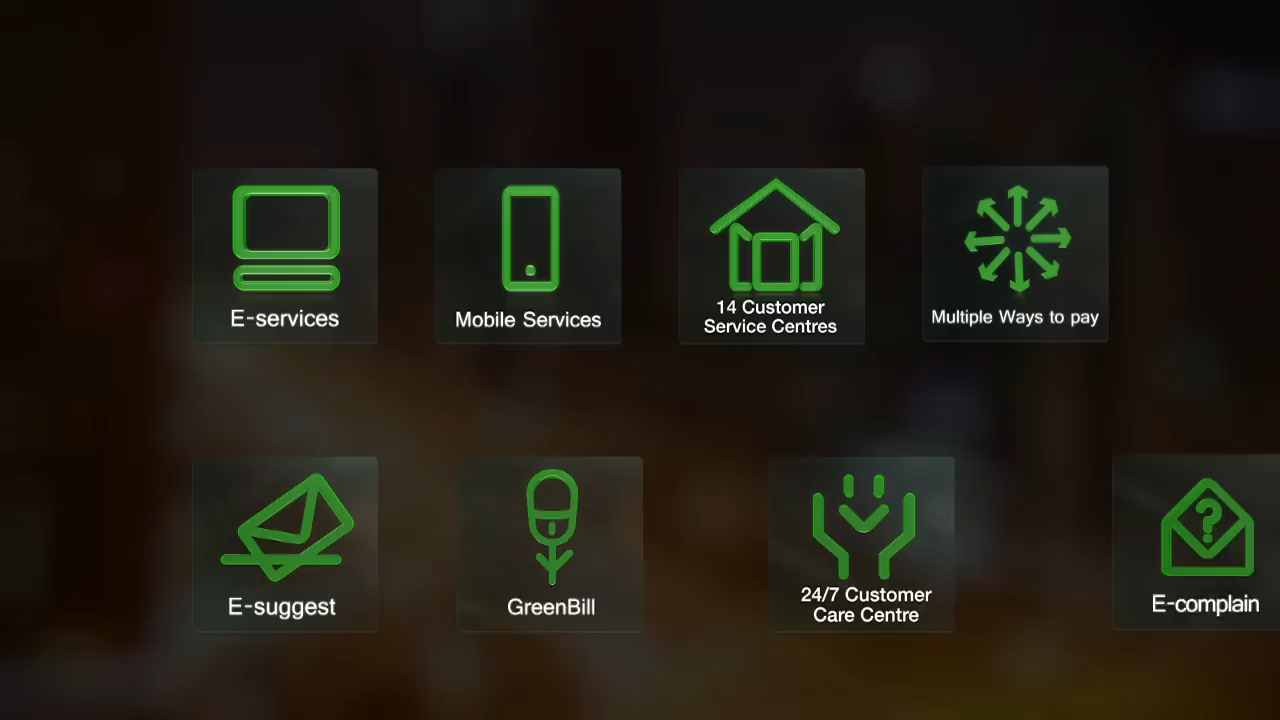 E-services
Mobile Services
14 Customer
Service Centres
Multiple Ways to pay
E-suggest
GreenBill
24/7 Customer
Care Centre
E-complain